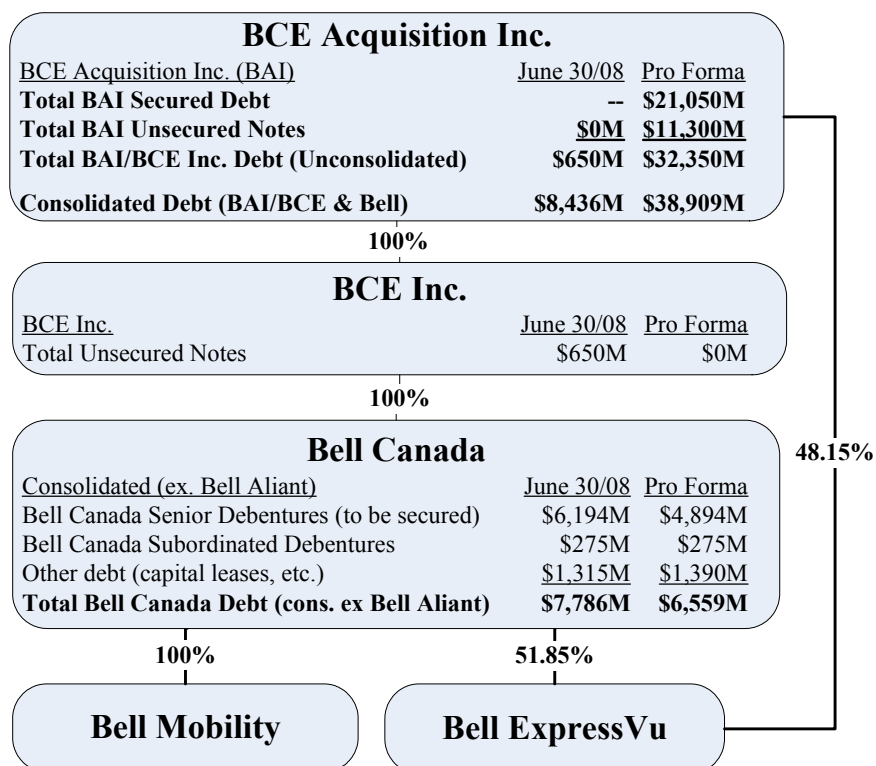 BCE Acquisition Inc.
BCE Acquisition Inc. (BAI) June 30/08 Pro Forma
Total BAI Secured Debt -- $21,050M
Total BAI Unsecured Notes $0M $11,300M
Total BAI/BCE Inc. Debt (Unconsolidated) $650M $32,350M
Consolidated Debt (BAI/BCE & Bell) $8,436M $38,909M
100%
BCE Inc.
BCE Inc. June 30/08 Pro Forma
Total Unsecured Notes $650M $0M
100%
Bell Canada
48.15%
Consolidated (ex. Bell Aliant) June 30/08 Pro Forma
Bell Canada Senior Debentures (to be secured) $6,194M $4,894M
Bell Canada Subordinated Debentures $275M $275M
Other debt (capital leases, etc.) $1,315M $1,390M
Total Bell Canada Debt (cons. ex Bell Aliant) $7,786M $6,559M
100% 51.85%
Bell Mobility
Bell ExpressVu